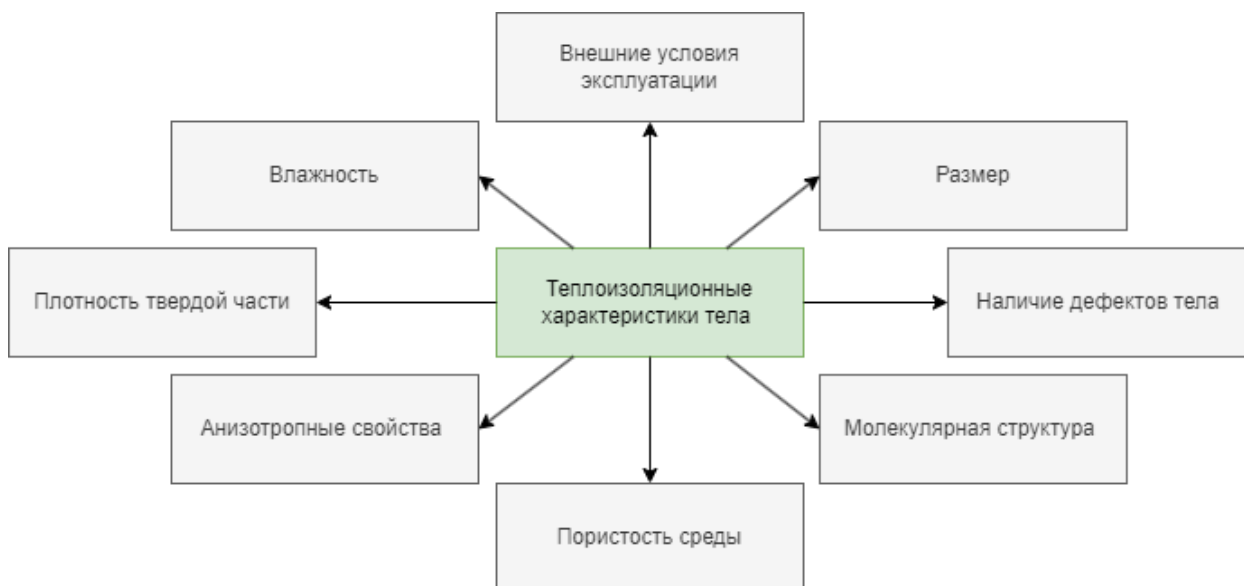 Внешние условия
эксплуатации
Влажность
Размер
Плотность твердой части
Теплоизоляционные
характеристики тела
Наличие дефектов тела
Анизотропные свойства
Молекулярная структура
Пористость среды